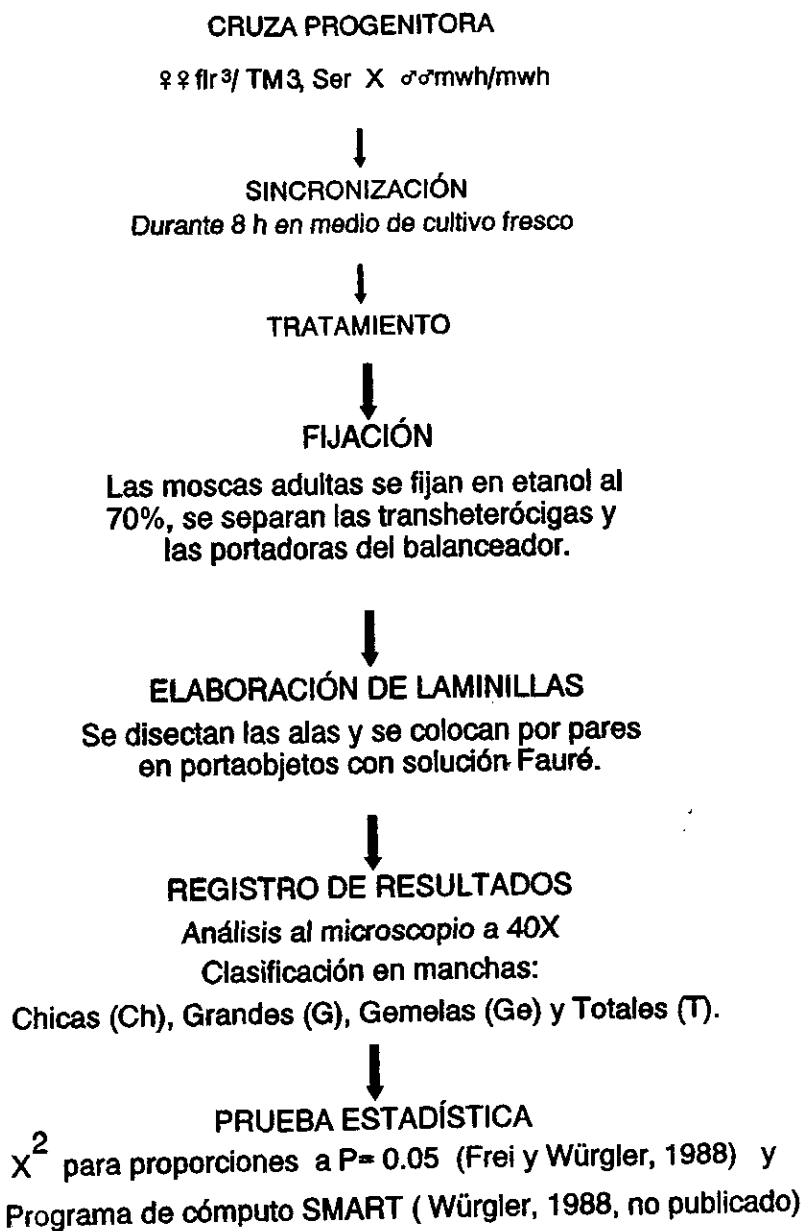 CRUZA PROGENITORA
♀♀flr³/ TM3, Ser X ♂♂mwh/mwh
SINCRONIZACIÓN
Durante 8 h en medio de cultivo fresco
TRATAMIENTO
FIJACIÓN
Las moscas adultas se fijan en etanol al
70%, se separan las transheterócigas y
las portadoras del balanceador.
ELABORACIÓN DE LAMINILLAS
Se disectan las alas y se colocan por pares
en portaobjetos con solución Fauré.
REGISTRO DE RESULTADOS
Análisis al microscopio a 40X
Clasificación en manchas:
Chicas (Ch), Grandes (G), Gemelas (Ge) y Totales (T).
PRUEBA ESTADÍSTICA
X² para proporciones a P= 0.05 (Frei y Würgler, 1988) y
Programa de cómputo SMART ( Würgler, 1988, no publicado)